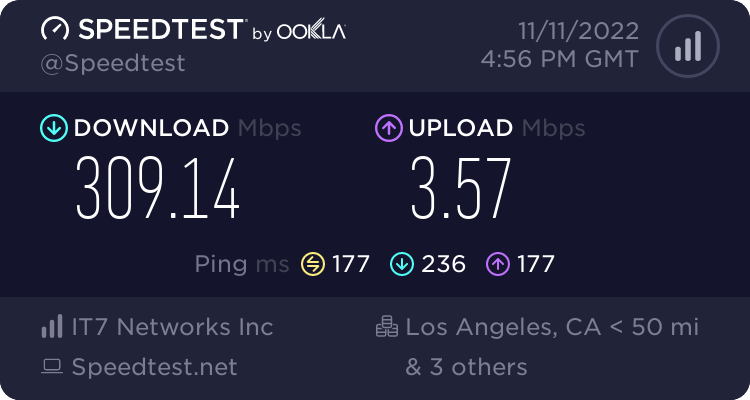 SPEEDTEST® by OOKLA®
11/11/2022
@Speedtest
4:56 PM GMT
DOWNLOAD Mbps
UPLOAD Mbps
309.14
3.57
Ping ms 177 236 177
IT7 Networks Inc
Los Angeles, CA < 50 mi
Speedtest.net
& 3 others